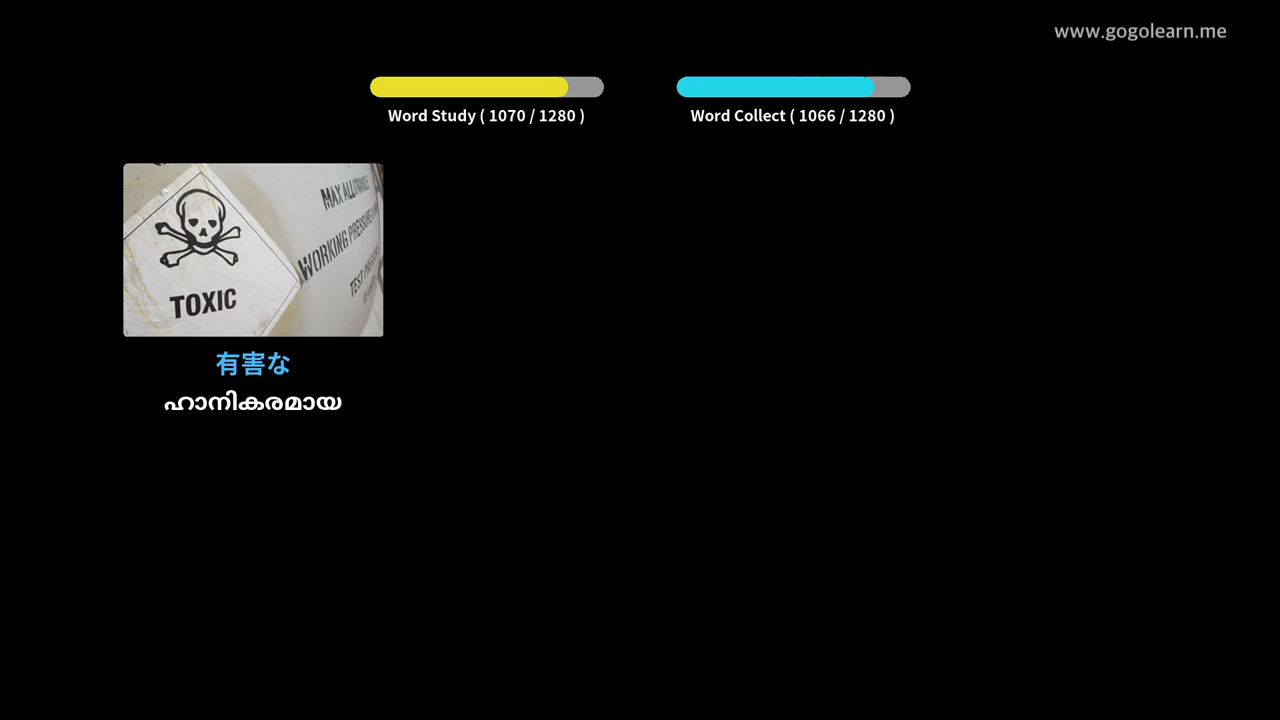 www.gogolearn.me
Word Study ( 1070 / 1280 )
Word Collect ( 1066 / 1280 )
MAX ALLOWABLE
WORKING PRESSURE
TEST
TOXIC
有害な
ഹാനികരമായ